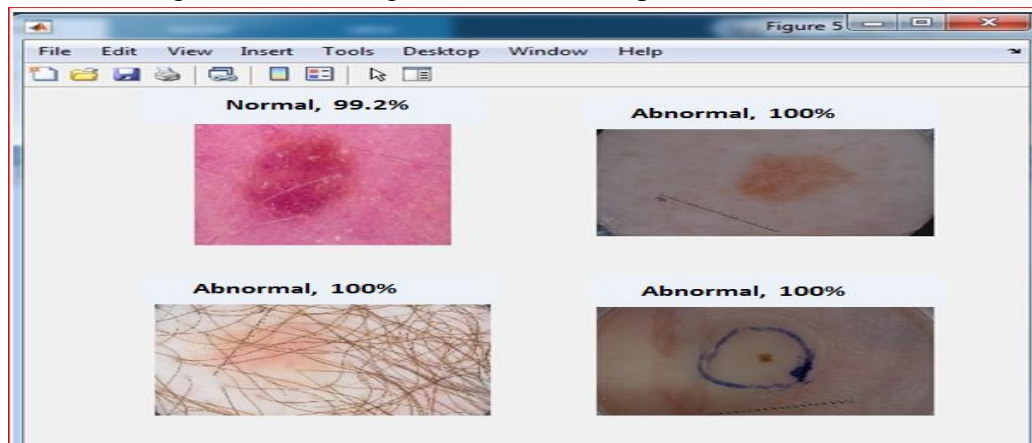 Figure 5
File Edit View Insert Tools Desktop Window Help
Normal, 99.2%
Abnormal, 100%
Abnormal, 100%
Abnormal, 100%